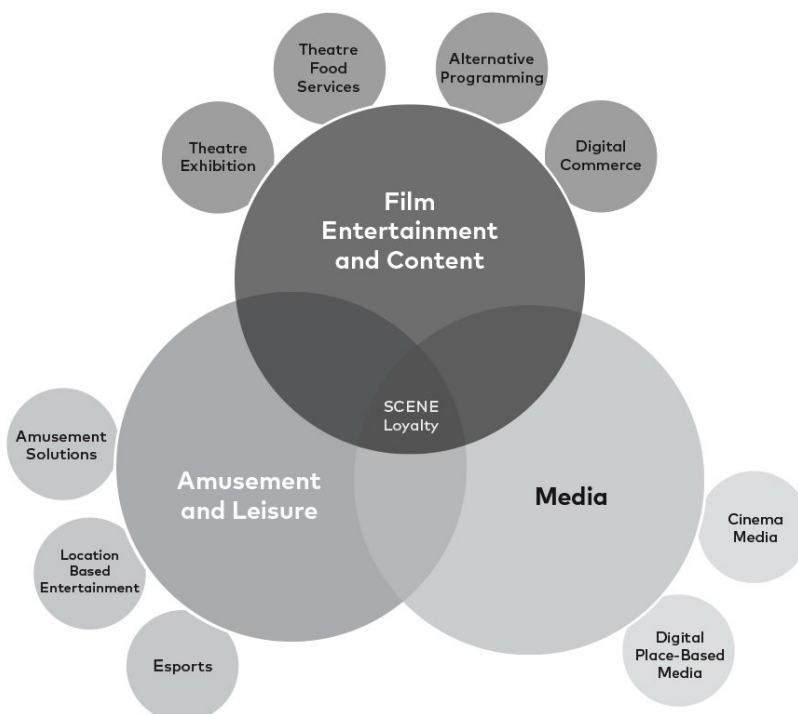 Theatre
Food
Services
Alternative
Programming
Theatre
Exhibition
Digital
Commerce
Film
Entertainment
and Content
SCENE
Loyalty
Amusement
Solutions
Amusement
and Leisure
Media
Cinema
Media
Location
Based
Entertainment
Esports
Digital
Place-Based
Media